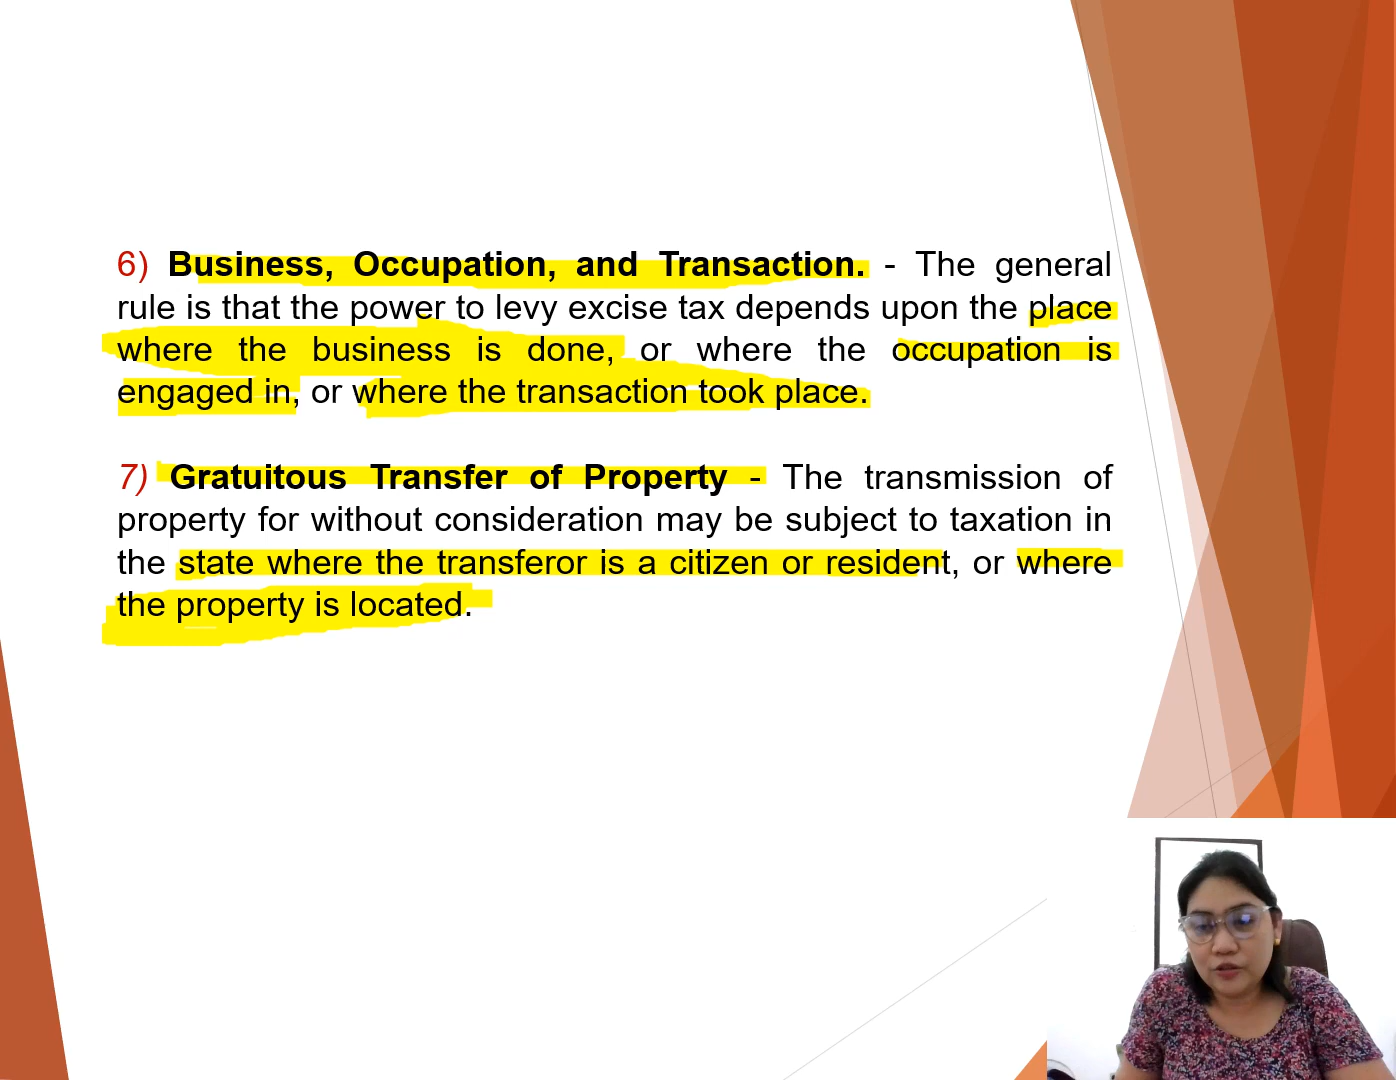 6) Business, Occupation, and Transaction. - The general
rule is that the power to levy excise tax depends upon the place
where the business is done, or where the occupation is
engaged in, or where the transaction took place.
7) Gratuitous Transfer of Property - The transmission of
property for without consideration may be subject to taxation in
the state where the transferor is a citizen or resident, or where
the property is located.